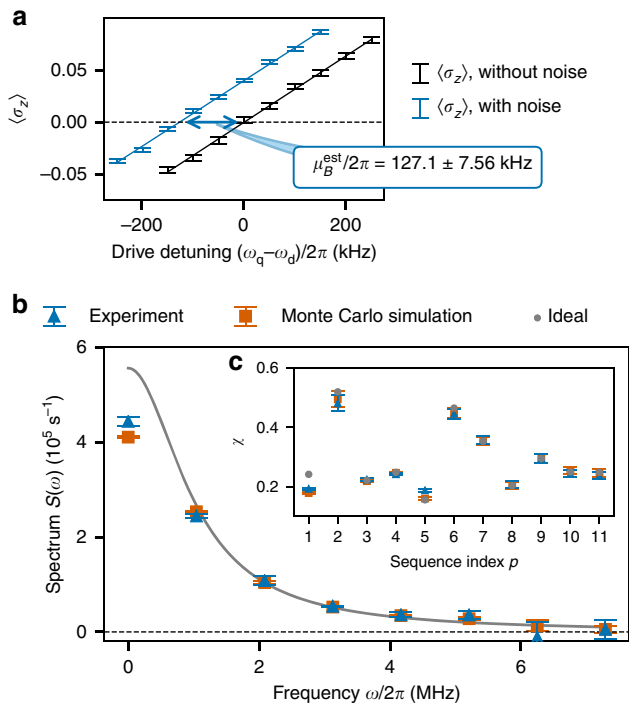 a
0.05
0.00
−0.05
⟨σz⟩
−200
0
200
Drive detuning (ωq−ωd)/2π (kHz)
⟨σz⟩, without noise
⟨σz⟩, with noise
μ_B^est/2π = 127.1 ± 7.56 kHz
b
Experiment
Monte Carlo simulation
Ideal
6
4
2
0
Spectrum S(ω) (10⁵ s⁻¹)
0
2
4
6
Frequency ω/2π (MHz)
c
0.6
0.4
0.2
χ
1 2 3 4 5 6 7 8 9 10 11
Sequence index p